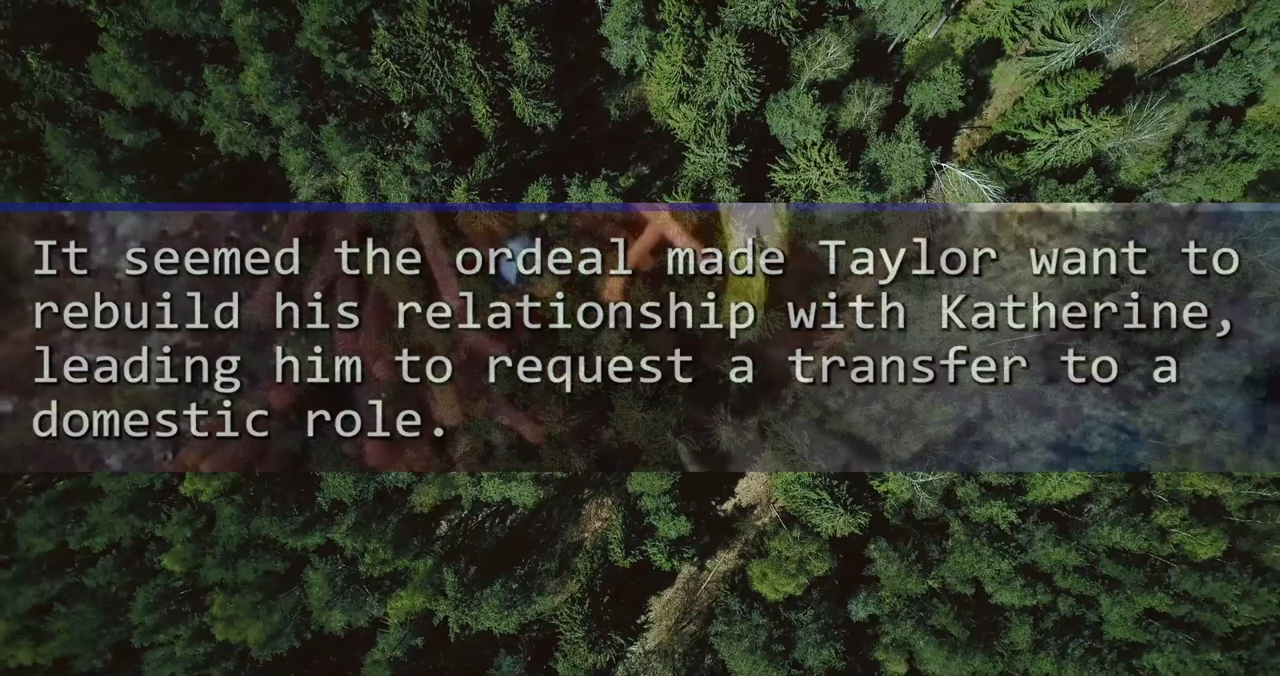 It seemed the ordeal made Taylor want to
rebuild his relationship with Katherine,
leading him to request a transfer to a
domestic role.